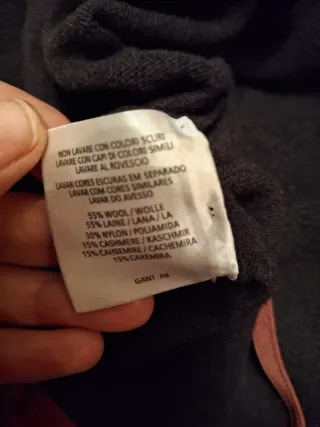 NON LAVARE CON COLORI SCURI
LAVARE CON CAPI DI COLORI SIMILI
LAVARE AL ROVESCIO
LAVAR CORES ESCURAS EM SEPARADO
LAVAR COM CORES SIMILARES
LAVAR DO AVESSO
55% WOOL / WOLLE
55% LAINE / LANA / LA
30% NYLON / POLIAMIDA
15% CASHMERE / KASCHMIR
15% CAHSEMIRE / CACHEMIRA
15% CAXEMIRA
GANT AB